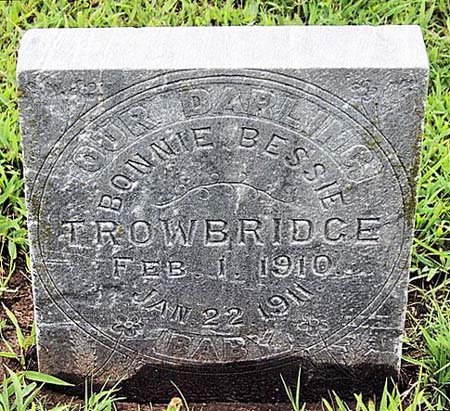 OUR DARLING
BONNIE BESSIE
TROWBRIDGE
FEB. 1. 1910.
JAN. 22 1911
BABY